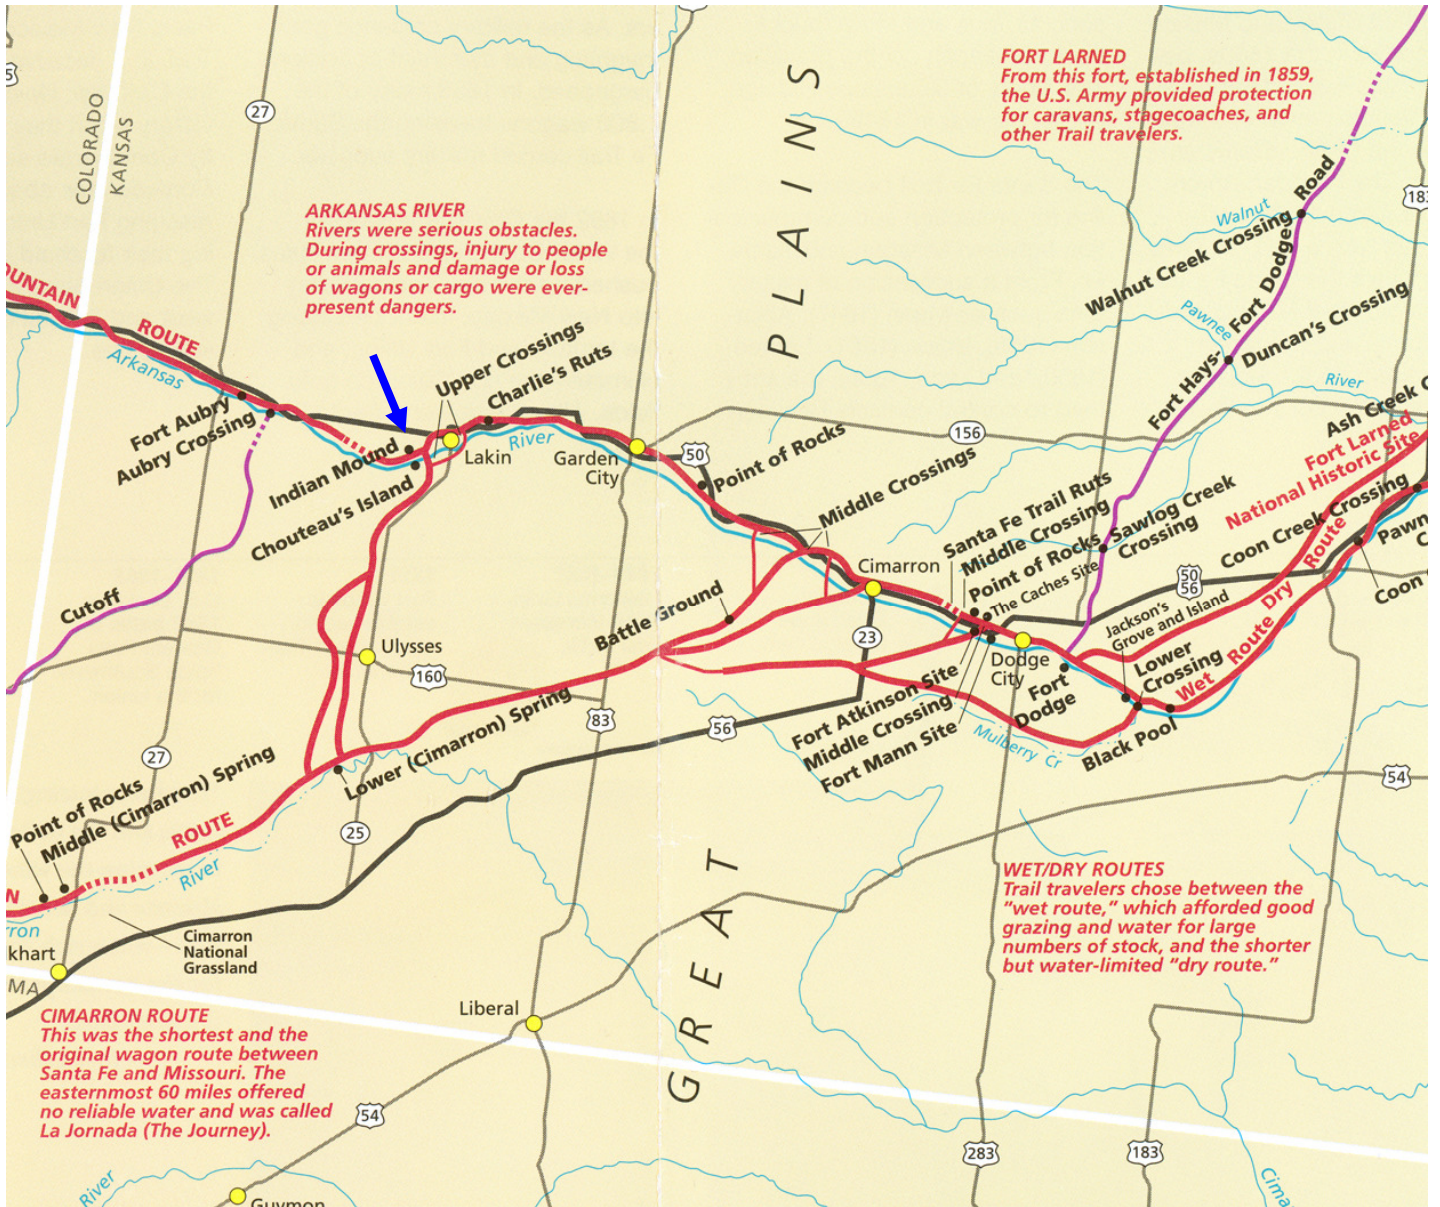 FORT LARNED
From this fort, established in 1859,
the U.S. Army provided protection
for caravans, stagecoaches, and
other Trail travelers.
COLORADO
KANSAS
27
PLAINS
Road
183
Walnut
Walnut Creek Crossing
Fort Dodge
Fort Hays-
ARKANSAS RIVER
Rivers were serious obstacles.
During crossings, injury to people
or animals and damage or loss
of wagons or cargo were ever-
present dangers.
OUNTAIN
ROUTE
Arkansas
Pawnee
River
Duncan's Crossing
Upper Crossings
Charlie's Ruts
Fort Aubry
Aubry Crossing
Indian Mound
Chouteau's Island
Lakin
River
Garden
City
50
Point of Rocks
Middle Crossings
156
Ash Creek C
Fort Larned
National Historic Site
Santa Fe Trail Ruts
Middle Crossing
Point of Rocks
The Caches Site
Sawlog Creek
Crossing
Coon Creek Crossing
Pawn
C
Coon
50
56
Dry Route
Wet Route
Cimarron
23
Battle Ground
Cutoff
Ulysses
160
Jackson's
Grove and Island
Lower
Crossing
Dodge
City
Fort
Dodge
Fort Atkinson Site
Middle Crossing
Fort Mann Site
Mulberry Cr
Black Pool
83
56
54
27
Lower (Cimarron) Spring
Point of Rocks
Middle (Cimarron) Spring
ROUTE
25
River
N
rron
khart
MA
Cimarron
National
Grassland
GREAT
WET/DRY ROUTES
Trail travelers chose between the
"wet route," which afforded good
grazing and water for large
numbers of stock, and the shorter
but water-limited "dry route."
Liberal
CIMARRON ROUTE
This was the shortest and the
original wagon route between
Santa Fe and Missouri. The
easternmost 60 miles offered
no reliable water and was called
La Jornada (The Journey).
54
283
183
River
Guymon
Cima